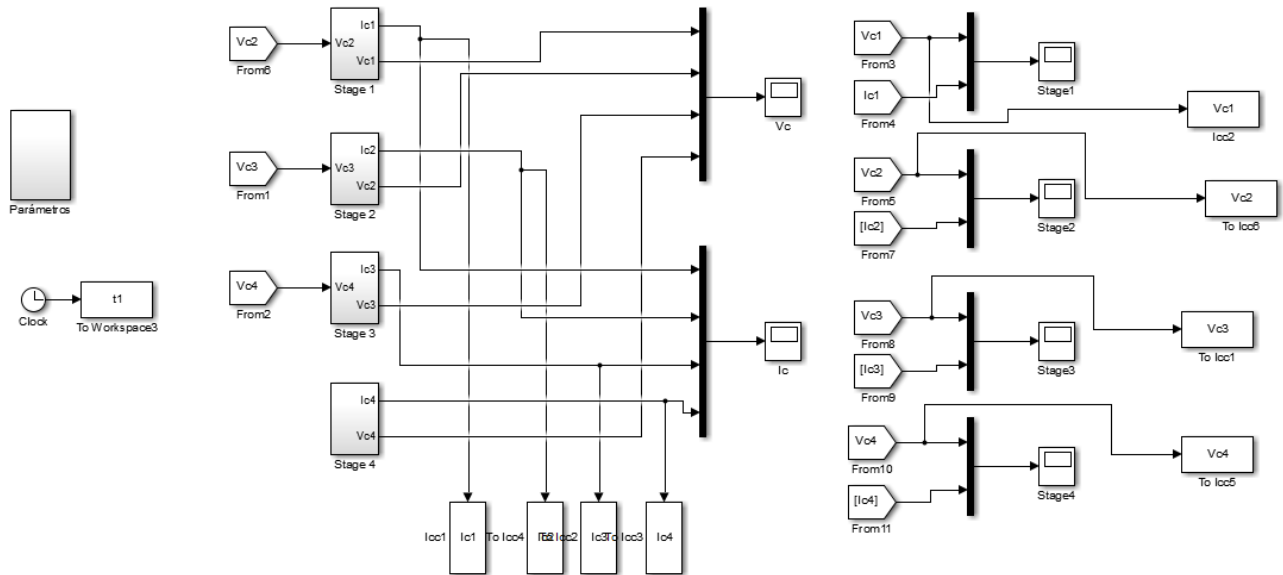 Vc2
From6
Ic1
Vc2
Vc1
Stage 1
Vc
Vc1
From3
Ic1
From4
Stage1
Vc1
Icc2
Parámetros
Vc3
From1
Ic2
Vc3
Vc2
Stage 2
Vc2
From5
[Ic2]
From7
Stage2
Vc2
To Icc6
t1
Clock
To Workspace3
Vc4
From2
Ic3
Vc4
Vc3
Stage 3
Ic
Vc3
From8
[Ic3]
From9
Stage3
Vc3
To Icc1
Ic4
Vc4
Stage 4
Vc4
From10
[Ic4]
From11
Stage4
Vc4
To Icc5
Icc1
Ic1
To Icc4
To Icc2
Ic3
To Icc3
Ic4